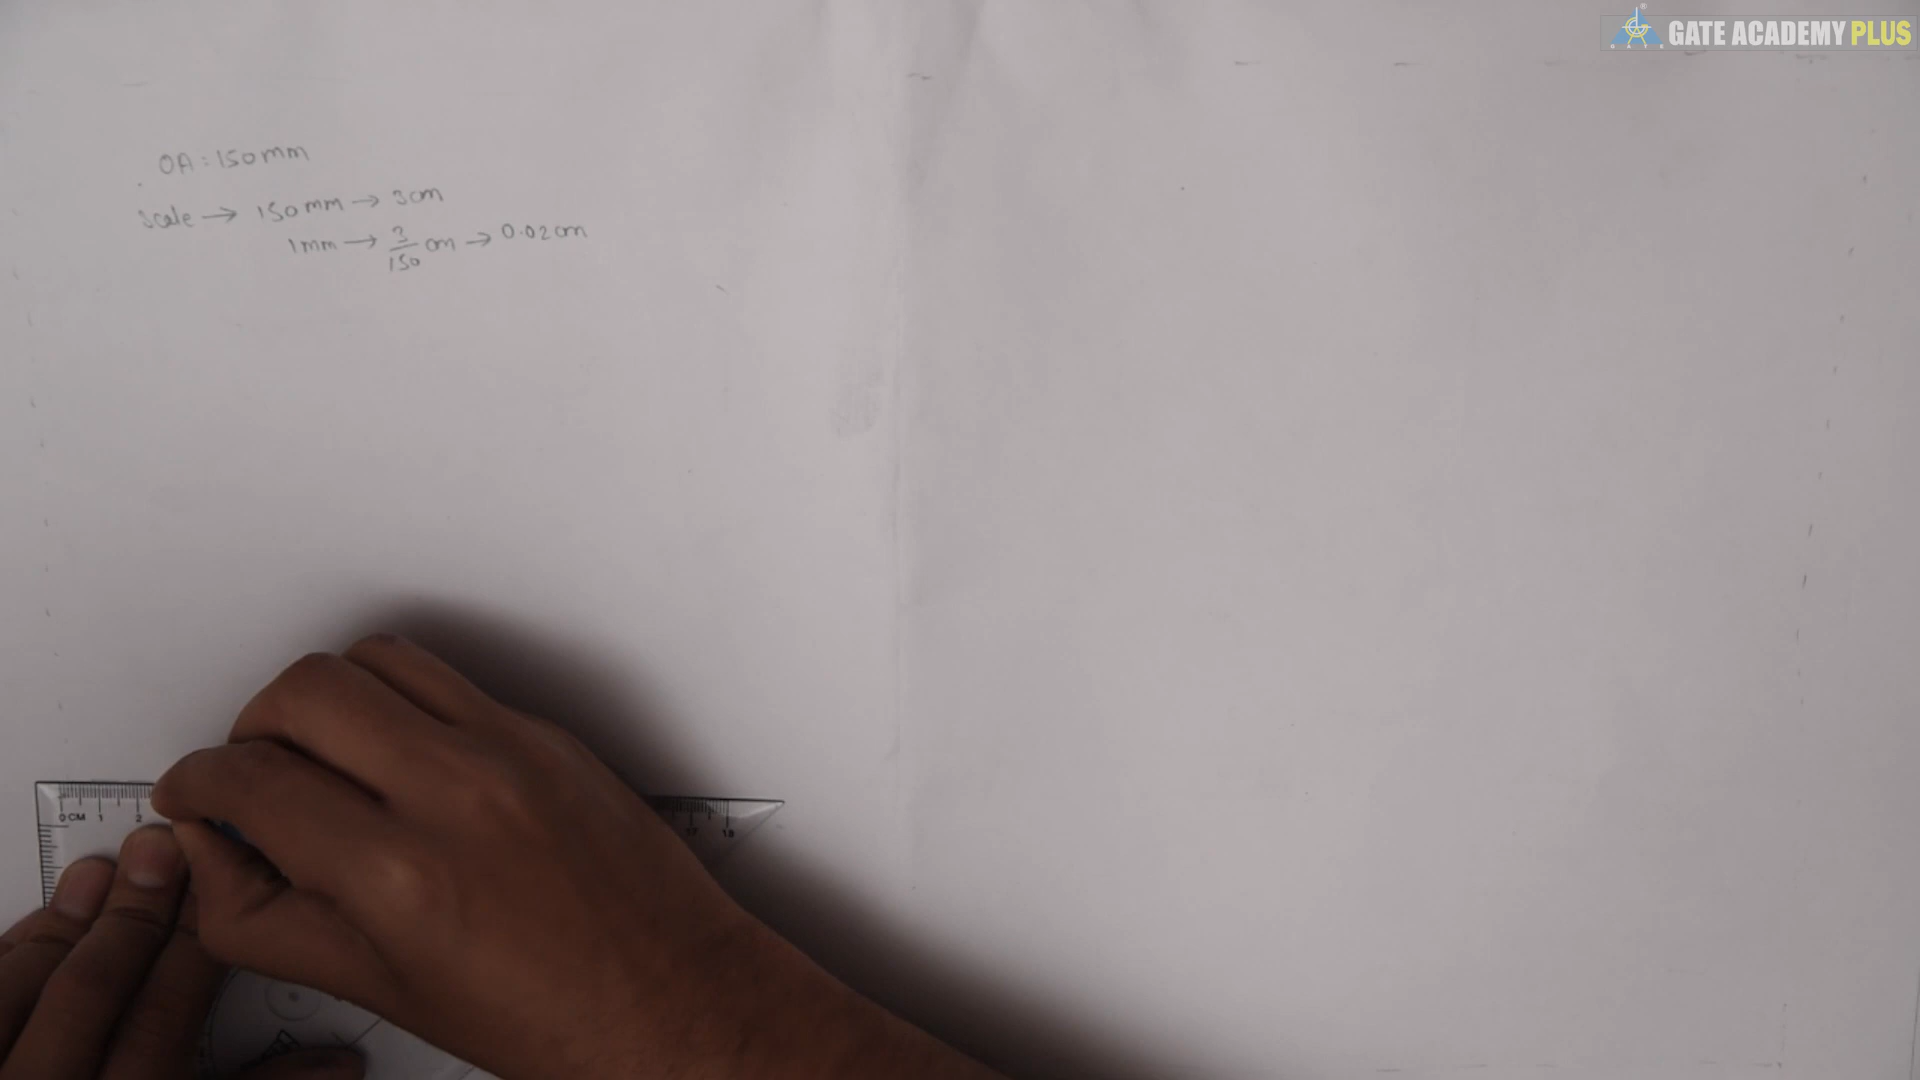 GATE ACADEMY PLUS
OA : 150mm
Scale → 150mm → 3cm
1mm → 3/150 cm → 0.02cm
0 CM 1 2
17 18